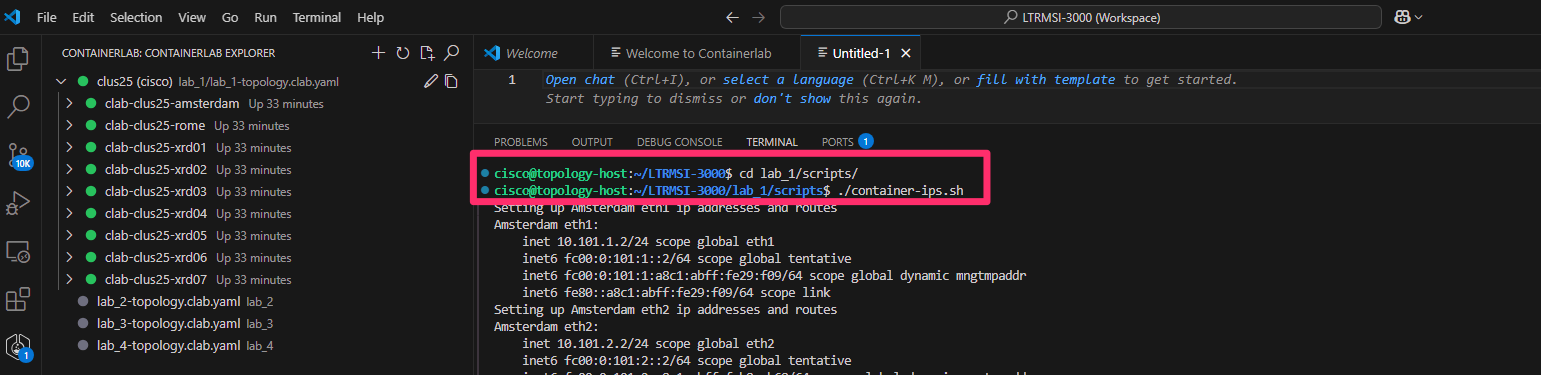 File Edit Selection View Go Run Terminal Help
LTRMSI-3000 (Workspace)
CONTAINERLAB: CONTAINERLAB EXPLORER
clus25 (cisco) lab_1/lab_1-topology.clab.yaml
clab-clus25-amsterdam Up 33 minutes
clab-clus25-rome Up 33 minutes
clab-clus25-xrd01 Up 33 minutes
clab-clus25-xrd02 Up 33 minutes
clab-clus25-xrd03 Up 33 minutes
clab-clus25-xrd04 Up 33 minutes
clab-clus25-xrd05 Up 33 minutes
clab-clus25-xrd06 Up 33 minutes
clab-clus25-xrd07 Up 33 minutes
lab_2-topology.clab.yaml lab_2
lab_3-topology.clab.yaml lab_3
lab_4-topology.clab.yaml lab_4
10K
1
Welcome Welcome to Containerlab Untitled-1
1 Open chat (Ctrl+I), or select a language (Ctrl+K M), or fill with template to get started.
Start typing to dismiss or don't show this again.
PROBLEMS OUTPUT DEBUG CONSOLE TERMINAL PORTS 1
cisco@topology-host:~/LTRMSI-3000$ cd lab_1/scripts/
cisco@topology-host:~/LTRMSI-3000/lab_1/scripts$ ./container-ips.sh
Setting up Amsterdam eth1 ip addresses and routes
Amsterdam eth1:
inet 10.101.1.2/24 scope global eth1
inet6 fc00:0:101:1::2/64 scope global tentative
inet6 fc00:0:101:1:a8c1:abff:fe29:f09/64 scope global dynamic mngtmpaddr
inet6 fe80::a8c1:abff:fe29:f09/64 scope link
Setting up Amsterdam eth2 ip addresses and routes
Amsterdam eth2:
inet 10.101.2.2/24 scope global eth2
inet6 fc00:0:101:2::2/64 scope global tentative